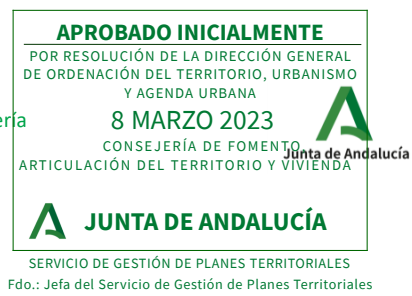 APROBADO INICIALMENTE
POR RESOLUCIÓN DE LA DIRECCIÓN GENERAL
DE ORDENACIÓN DEL TERRITORIO, URBANISMO
Y AGENDA URBANA
ería
8 MARZO 2023
CONSEJERÍA DE FOMENTO,
Junta de Andalucía
ARTICULACIÓN DEL TERRITORIO Y VIVIENDA
JUNTA DE ANDALUCÍA
SERVICIO DE GESTIÓN DE PLANES TERRITORIALES
Fdo.: Jefa del Servicio de Gestión de Planes Territoriales